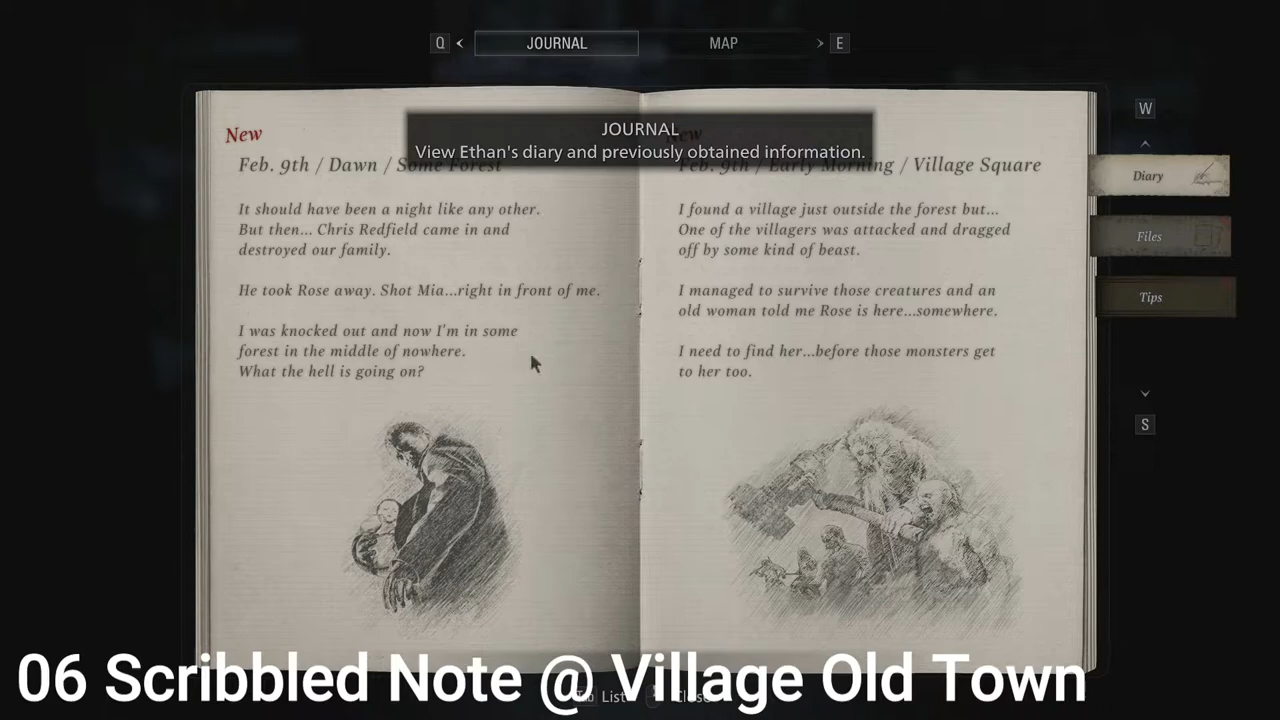 Q < JOURNAL MAP > E
W
JOURNAL
View Ethan's diary and previously obtained information.
New
Feb. 9th / Dawn / Some Forest
It should have been a night like any other.
But then... Chris Redfield came in and
destroyed our family.
He took Rose away. Shot Mia...right in front of me.
I was knocked out and now I'm in some
forest in the middle of nowhere.
What the hell is going on?
New
Feb. 9th / Early Morning / Village Square
I found a village just outside the forest but...
One of the villagers was attacked and dragged
off by some kind of beast.
I managed to survive those creatures and an
old woman told me Rose is here...somewhere.
I need to find her...before those monsters get
to her too.
Diary
Files
Tips
S
06 Scribbled Note @ Village Old Town
List